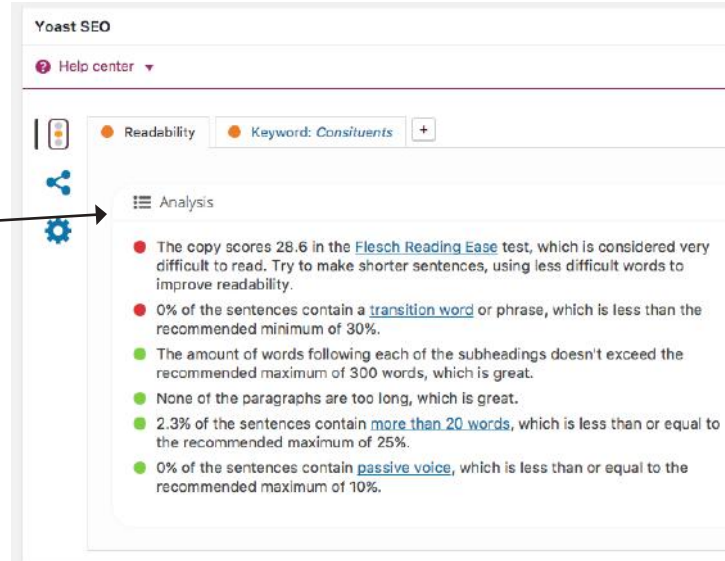 Yoast SEO
Help center
Readability
Keyword: Consituents
+
Analysis
The copy scores 28.6 in the Flesch Reading Ease test, which is considered very
difficult to read. Try to make shorter sentences, using less difficult words to
improve readability.
0% of the sentences contain a transition word or phrase, which is less than the
recommended minimum of 30%.
The amount of words following each of the subheadings doesn't exceed the
recommended maximum of 300 words, which is great.
None of the paragraphs are too long, which is great.
2.3% of the sentences contain more than 20 words, which is less than or equal to
the recommended maximum of 25%.
0% of the sentences contain passive voice, which is less than or equal to the
recommended maximum of 10%.